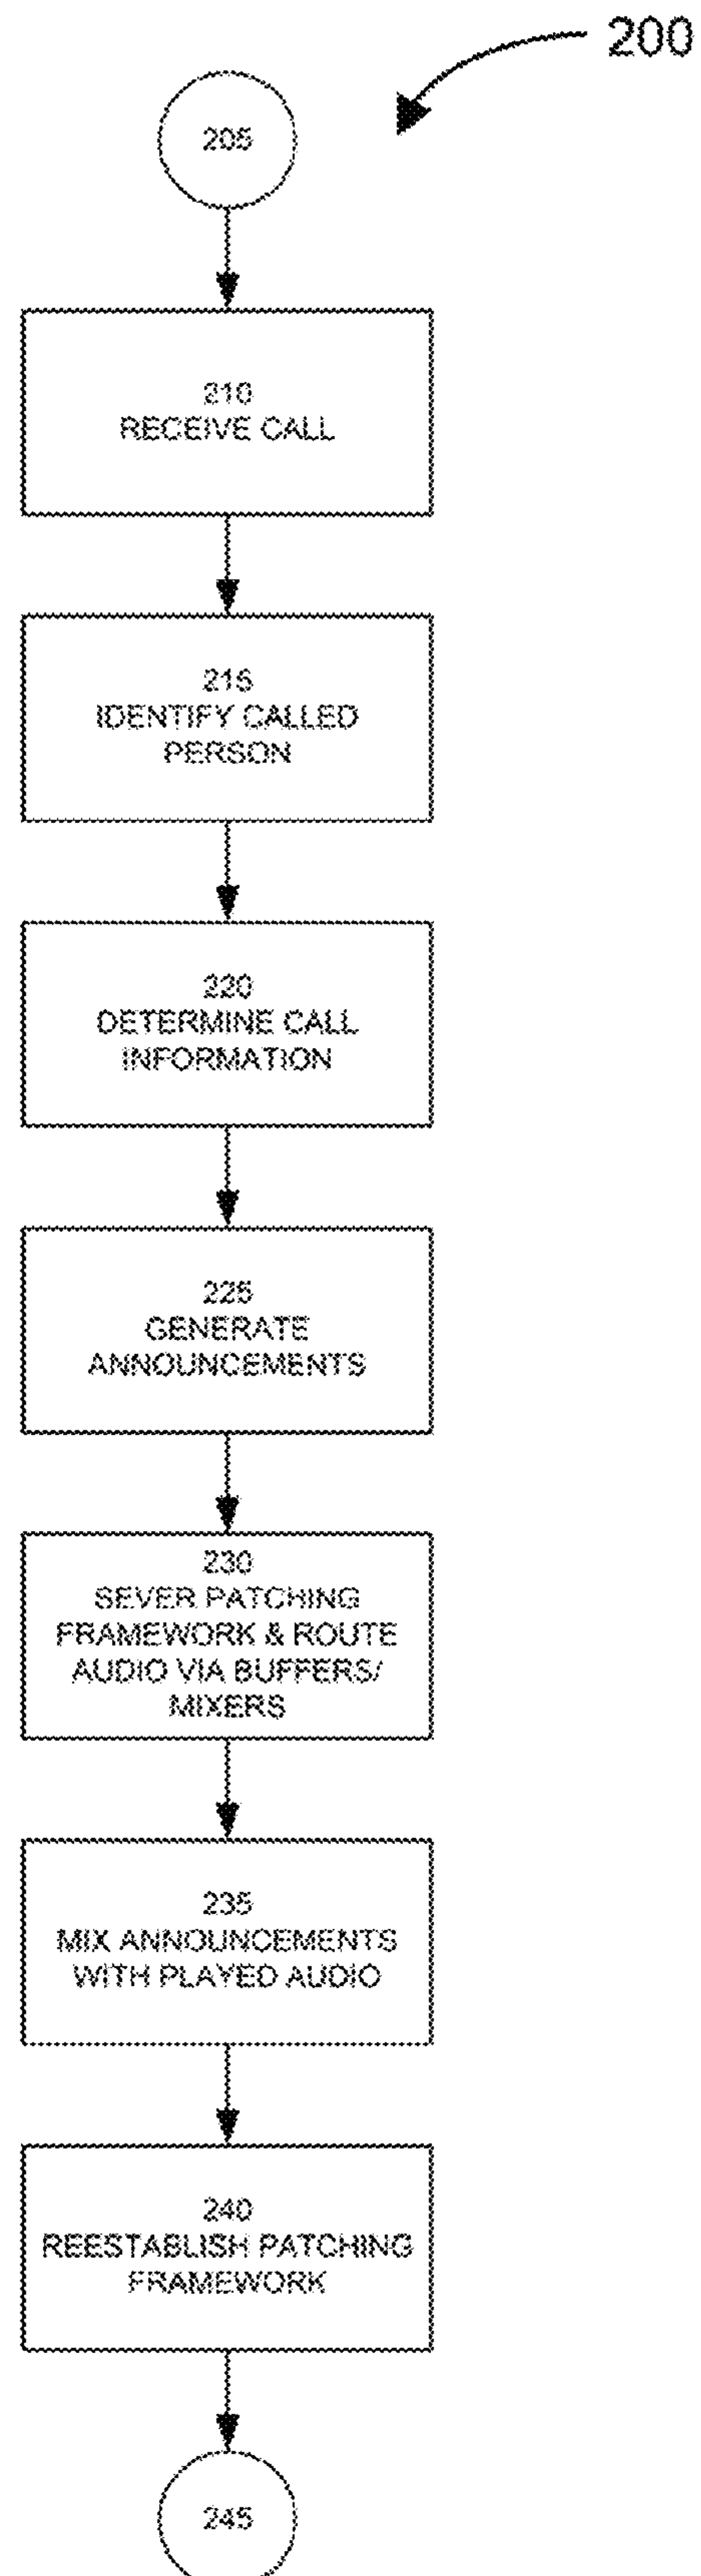 200
205
210
RECEIVE CALL
215
IDENTIFY CALLED
PERSON
220
DETERMINE CALL
INFORMATION
225
GENERATE
ANNOUNCEMENTS
230
SEVER PATCHING
FRAMEWORK & ROUTE
AUDIO VIA BUFFERS/
MIXERS
235
MIX ANNOUNCEMENTS
WITH PLAYED AUDIO
240
REESTABLISH PATCHING
FRAMEWORK
245